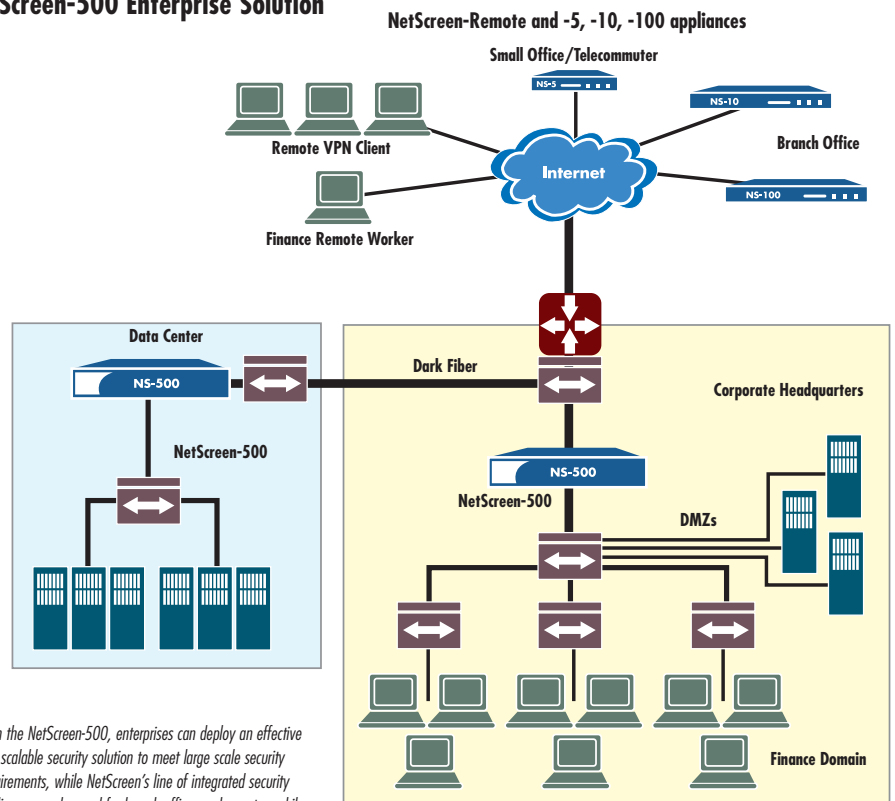 Screen-500 Enterprise Solution
NetScreen-Remote and -5, -10, -100 appliances
Small Office/Telecommuter
NS-5
NS-10
Remote VPN Client
Branch Office
Internet
NS-100
Finance Remote Worker
Data Center
Dark Fiber
NS-500
Corporate Headquarters
NetScreen-500
NS-500
NetScreen-500
DMZs
the NetScreen-500, enterprises can deploy an effective
scalable security solution to meet large scale security
irements, while NetScreen's line of integrated security
Finance Domain